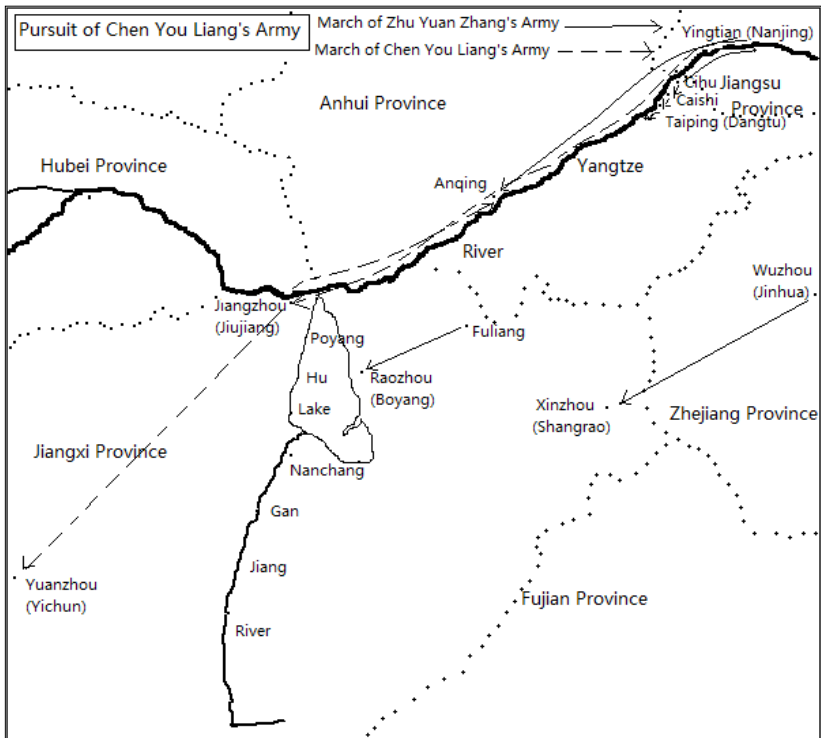 Pursuit of Chen You Liang's Army
March of Zhu Yuan Zhang's Army
March of Chen You Liang's Army
Yingtian (Nanjing)
Cihu
Jiangsu
Province
Caishi
Taiping (Dangtu)
Anhui Province
Hubei Province
Yangtze
Anqing
River
Wuzhou
(Jinhua)
Jiangzhou
(Jiujiang)
Poyang
Hu
Lake
Fuliang
Raozhou
(Boyang)
Xinzhou
(Shangrao)
Zhejiang Province
Jiangxi Province
Nanchang
Gan
Jiang
River
Yuanzhou
(Yichun)
Fujian Province